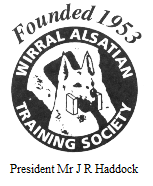 Founded 1953
WIRRAL ALSATIAN
TRAINING SOCIETY
President Mr J R Haddock